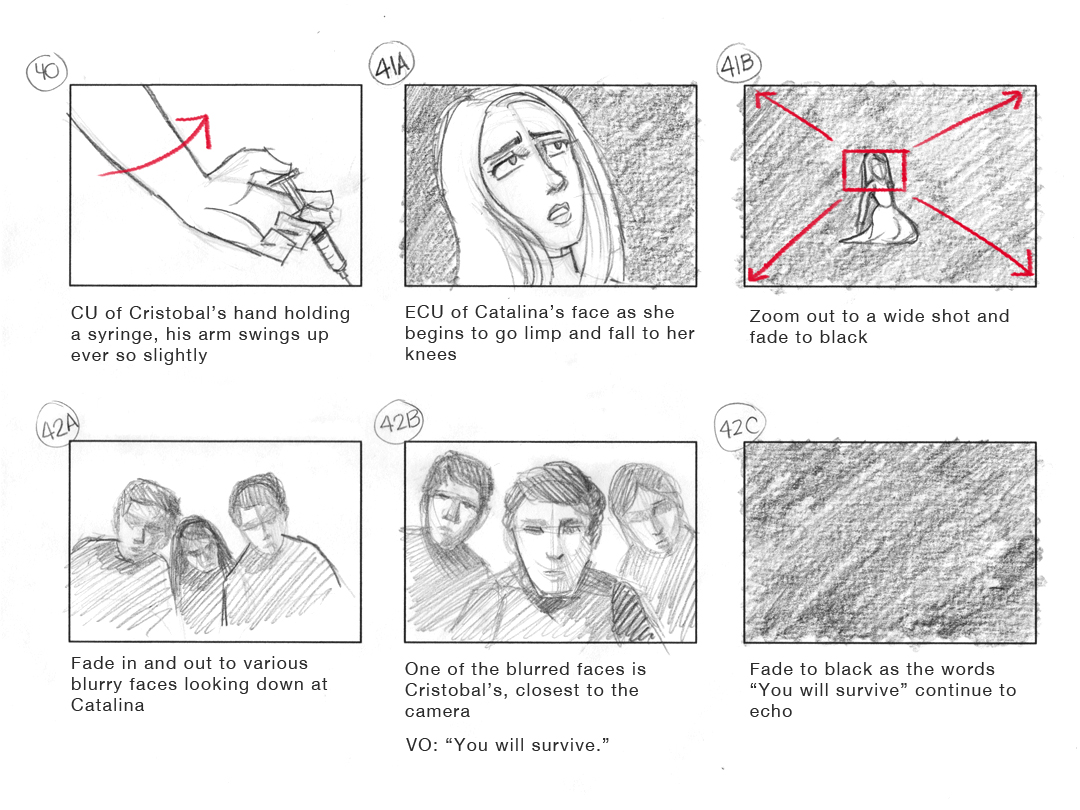 40
41A
41B
CU of Cristobal's hand holding
a syringe, his arm swings up
ever so slightly
ECU of Catalina's face as she
begins to go limp and fall to her
knees
Zoom out to a wide shot and
fade to black
42A
42B
42C
Fade in and out to various
blurry faces looking down at
Catalina
One of the blurred faces is
Cristobal's, closest to the
camera
VO: “You will survive.”
Fade to black as the words
“You will survive” continue to
echo